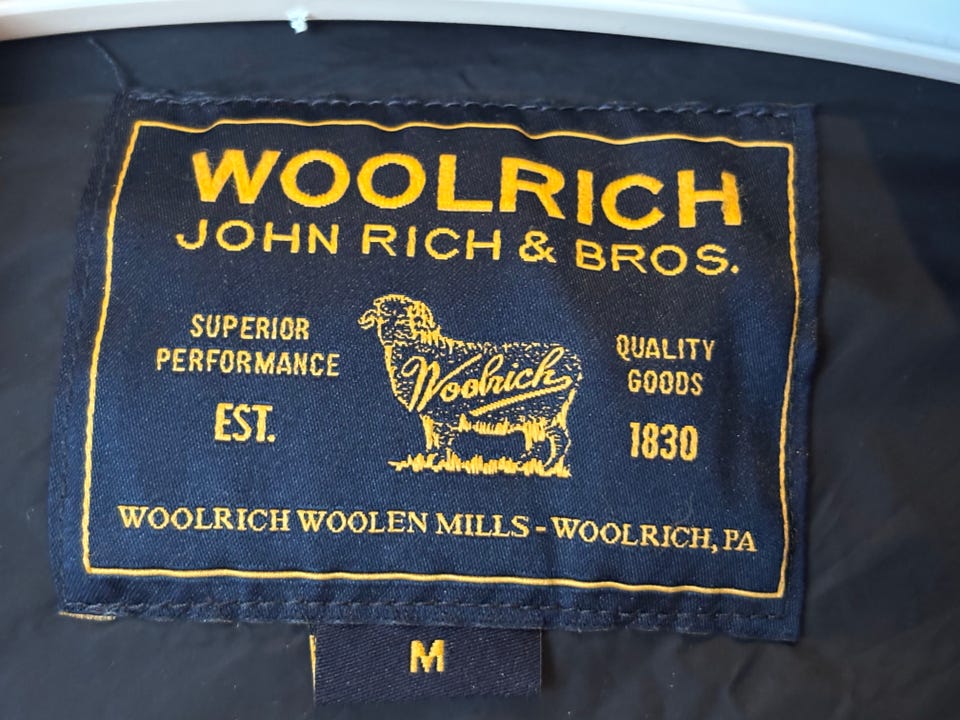 WOOLRICH
JOHN RICH & BROS.
SUPERIOR
PERFORMANCE
EST.
Woolrich
QUALITY
GOODS
1830
WOOLRICH WOOLEN MILLS - WOOLRICH, PA
M